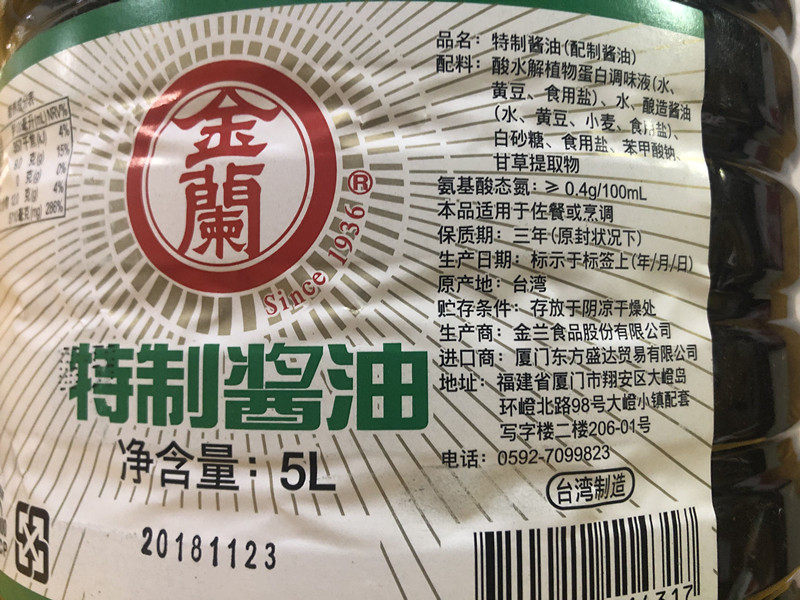 金蘭
®
Since 1936
特制酱油
净含量：5L
20181123
品名：特制酱油(配制酱油)
配料：酸水解植物蛋白调味液(水、
黄豆、食用盐)、水、酿造酱油
(水、黄豆、小麦、食用盐)、
白砂糖、食用盐、苯甲酸钠、
甘草提取物
氨基酸态氮：≥ 0.4g/100mL
本品适用于佐餐或烹调
保质期：三年(原封状况下)
生产日期：标示于标签上(年/月/日)
原产地：台湾
贮存条件：存放于阴凉干燥处
生产商：金兰食品股份有限公司
进口商：厦门东方盛达贸易有限公司
地址：福建省厦门市翔安区大嶝岛
环嶝北路98号大嶝小镇配套
写字楼二楼206-01号
电话：0592-7099823
台湾制造
(mL) NRV%
4%
15%
0%
4%
286%